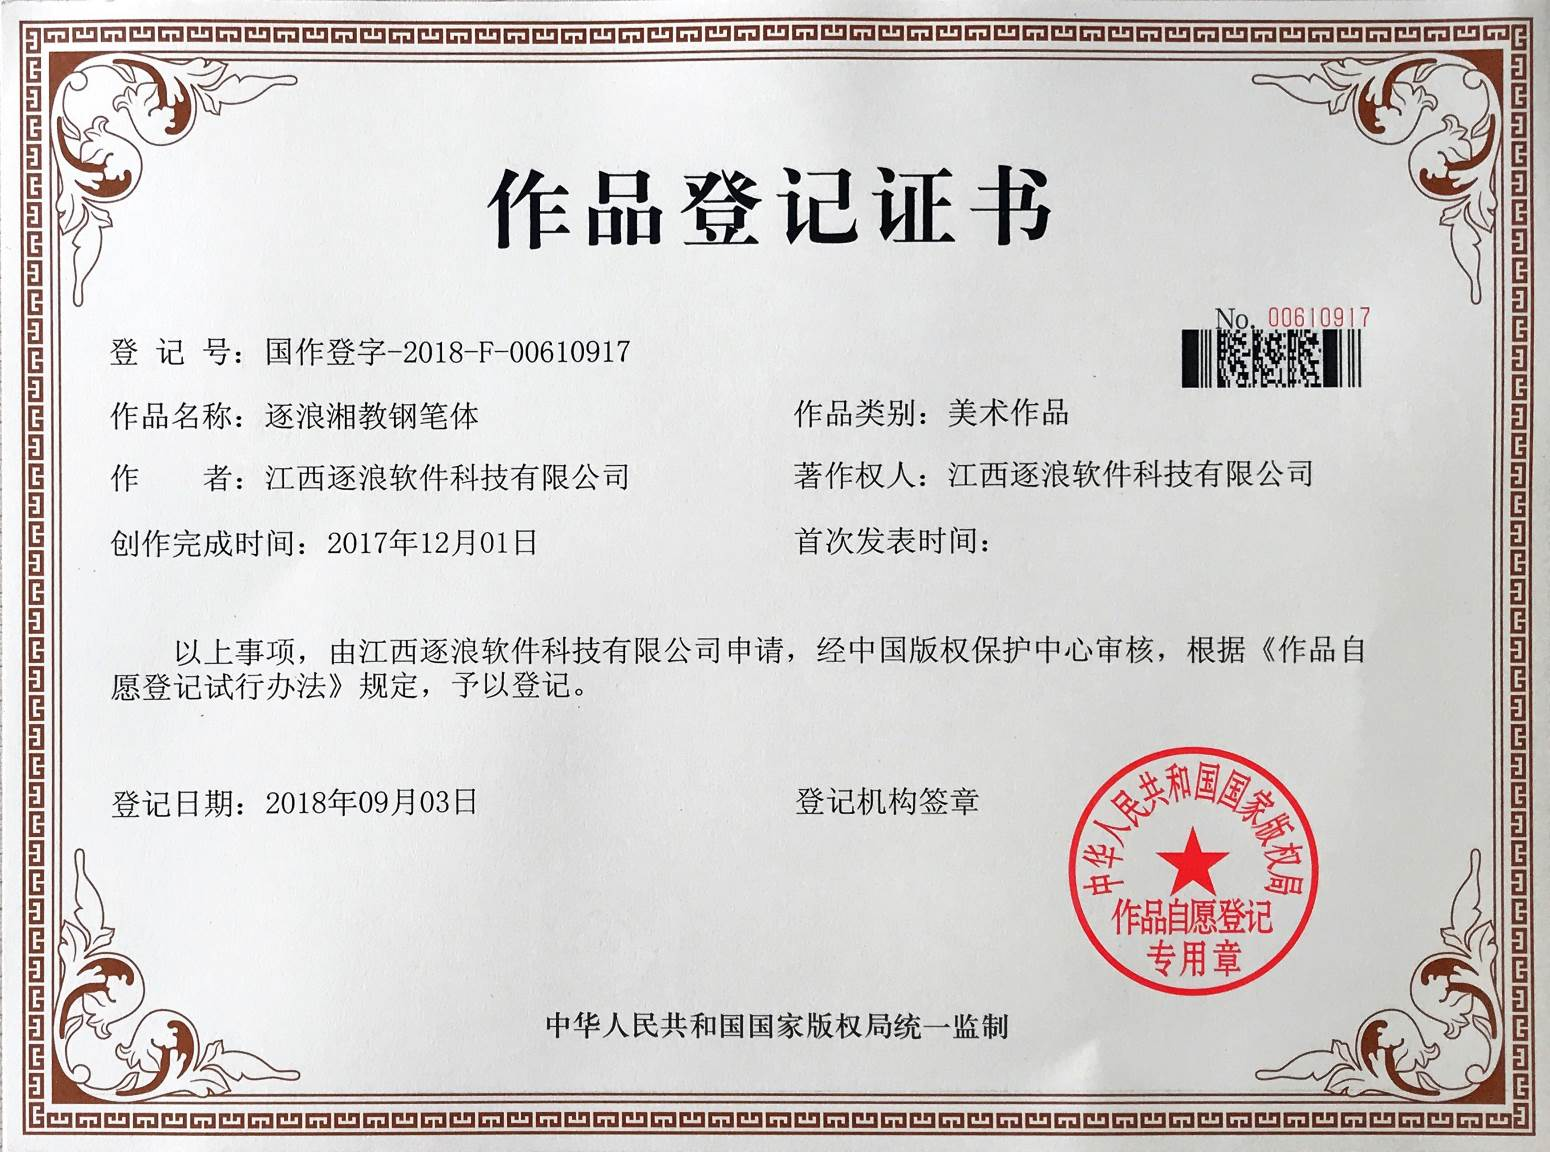 作品登记证书
No. 00610917
登 记 号：国作登字-2018-F-00610917
作品名称：逐浪湘教钢笔体
作品类别：美术作品
作 者：江西逐浪软件科技有限公司
著作权人：江西逐浪软件科技有限公司
创作完成时间：2017年12月01日
首次发表时间：
以上事项，由江西逐浪软件科技有限公司申请，经中国版权保护中心审核，根据《作品自
愿登记试行办法》规定，予以登记。
登记日期：2018年09月03日
登记机构签章
中华人民共和国国家版权局
作品自愿登记
专用章
中华人民共和国国家版权局统一监制